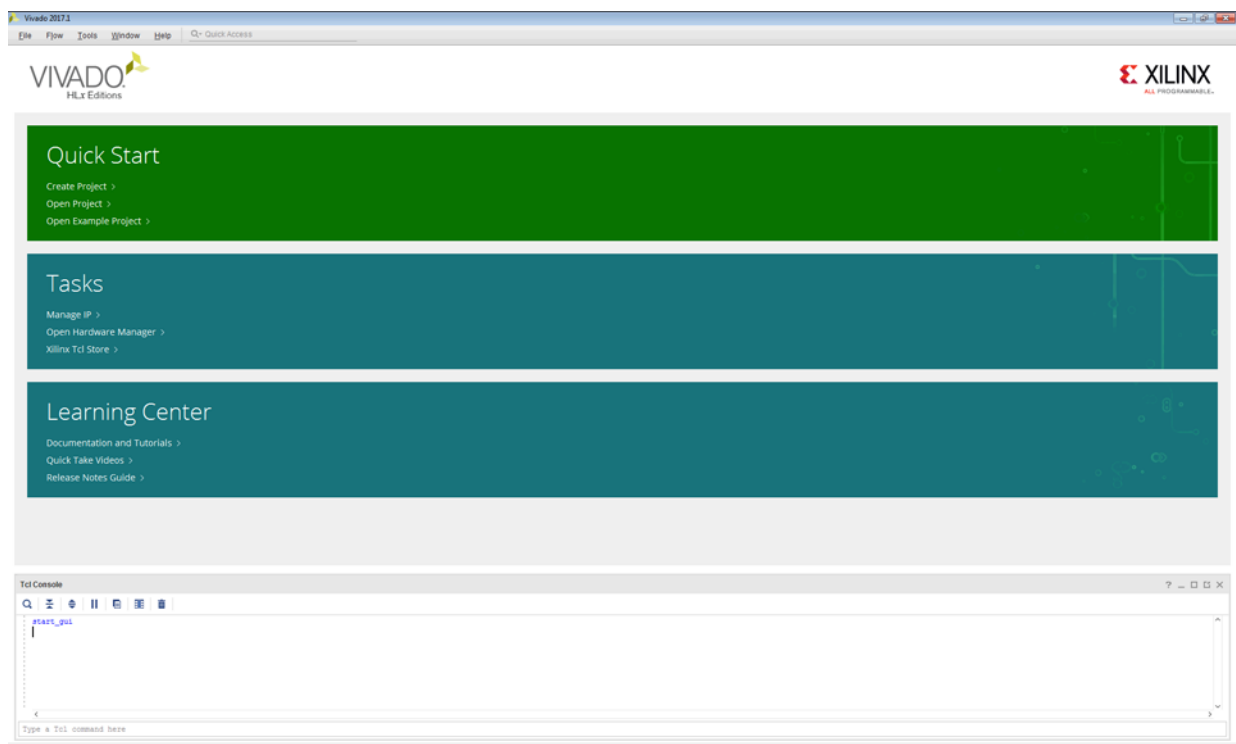 Vivado 2017.1
File Flow Tools Window Help Quick Access
VIVADO.
HLx Editions
XILINX
ALL PROGRAMMABLE.
Quick Start
Create Project >
Open Project >
Open Example Project >
Tasks
Manage IP >
Open Hardware Manager >
Xilinx Tcl Store >
Learning Center
Documentation and Tutorials >
Quick Take Videos >
Release Notes Guide >
Tcl Console
start_gui
Type a Tcl command here